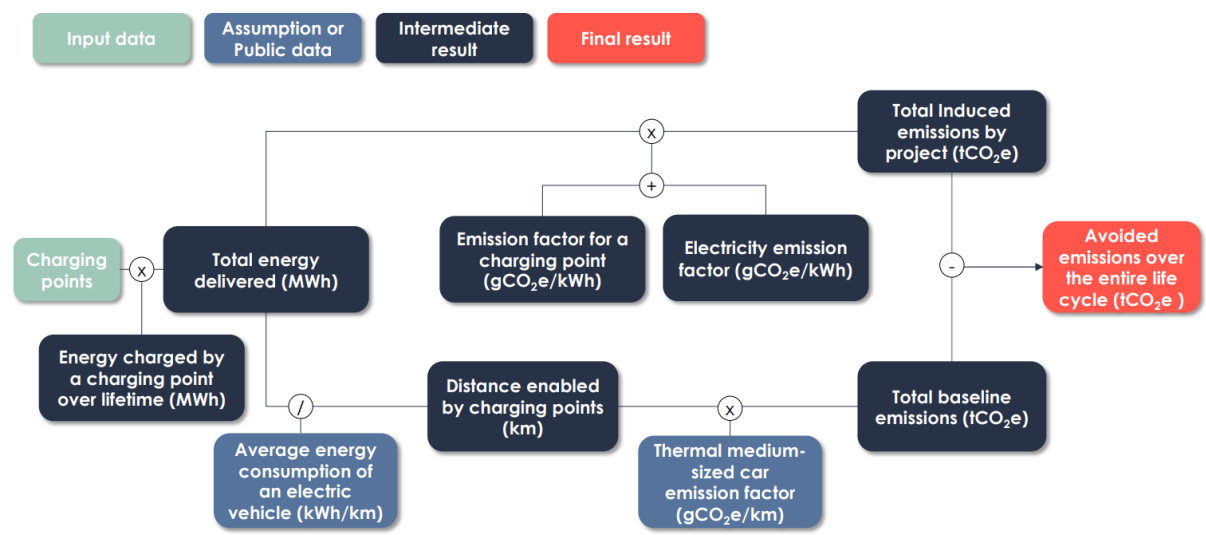 Input data
Assumption or
Public data
Intermediate
result
Final result
Total Induced
emissions by
project (tCO₂e)
x
+
Emission factor for a
charging point
(gCO₂e/kWh)
Electricity emission
factor (gCO₂e/kWh)
Charging
points
x
Total energy
delivered (MWh)
-
Avoided
emissions over
the entire life
cycle (tCO₂e )
Energy charged by
a charging point
over lifetime (MWh)
/
Distance enabled
by charging points
(km)
x
Total baseline
emissions (tCO₂e)
Average energy
consumption of
an electric
vehicle (kWh/km)
Thermal medium-
sized car
emission factor
(gCO₂e/km)